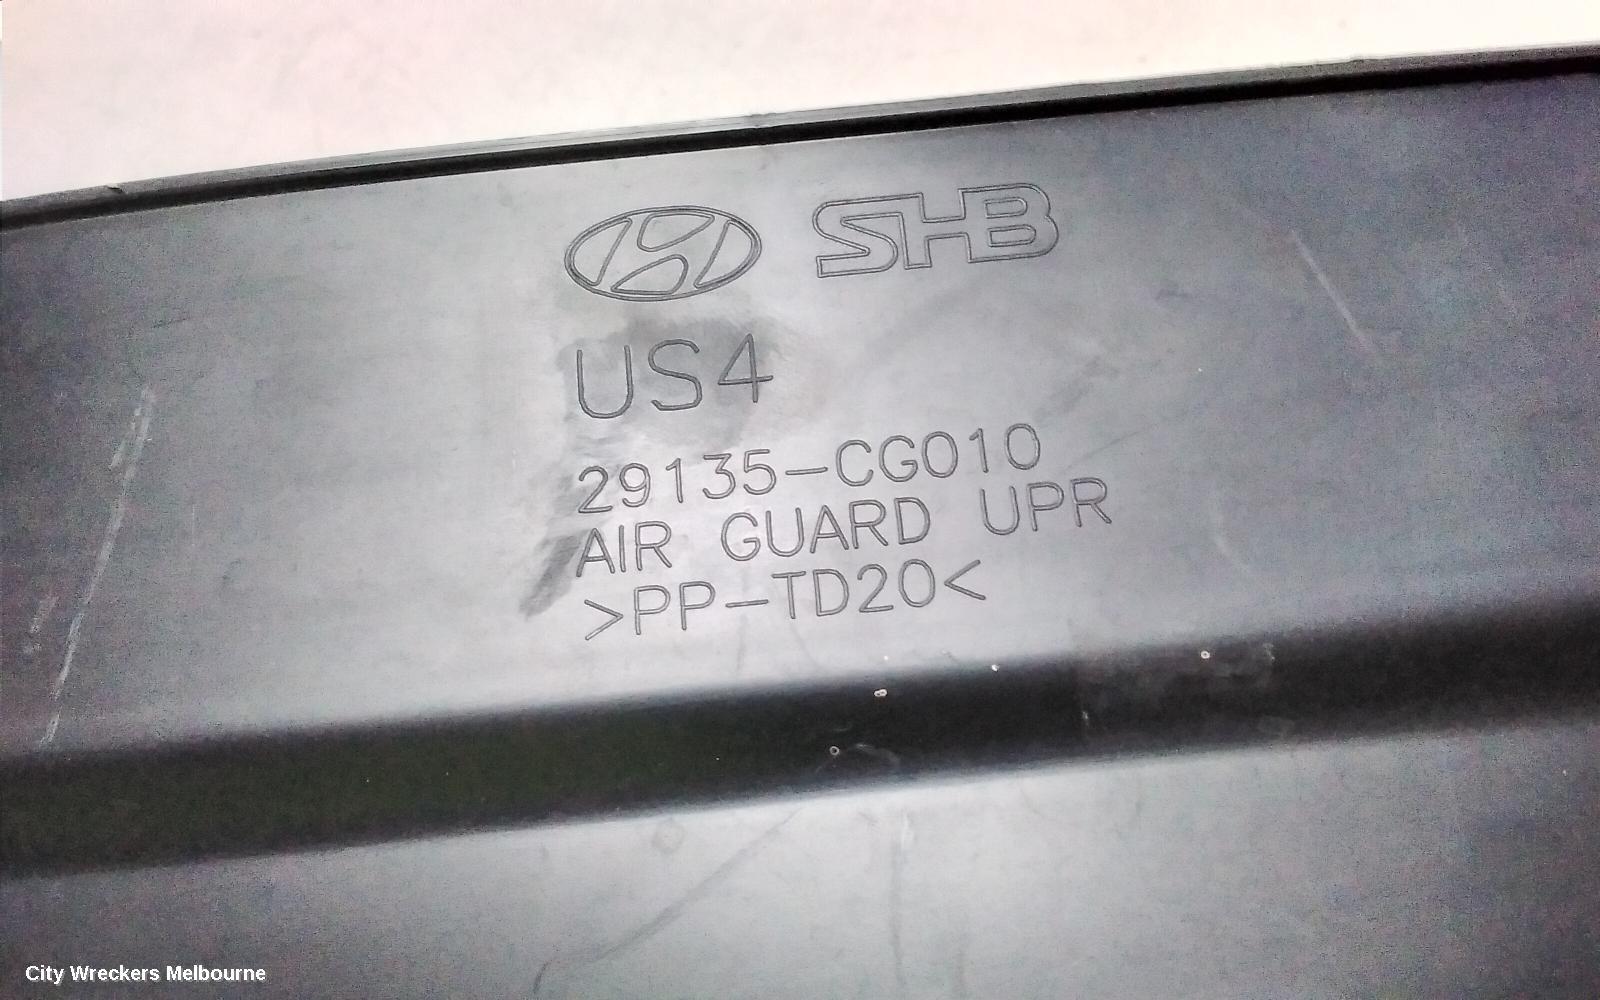 SHB
US4
29135-CG010
AIR GUARD UPR
>PP-TD20<
City Wreckers Melbourne